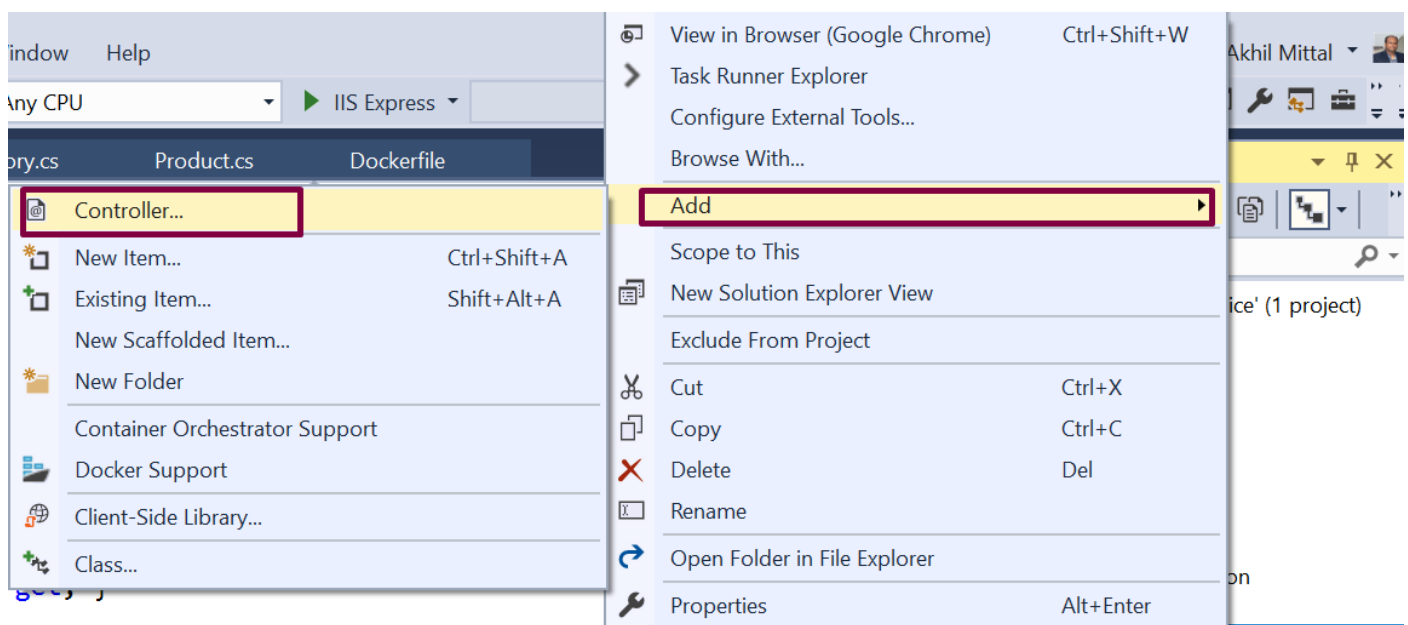 indow Help
Any CPU
IIS Express
ory.cs Product.cs Dockerfile
Controller...
New Item... Ctrl+Shift+A
Existing Item... Shift+Alt+A
New Scaffolded Item...
New Folder
Container Orchestrator Support
Docker Support
Client-Side Library...
Class...
View in Browser (Google Chrome) Ctrl+Shift+W
Task Runner Explorer
Configure External Tools...
Browse With...
Add
Scope to This
New Solution Explorer View
Exclude From Project
Cut Ctrl+X
Copy Ctrl+C
Delete Del
Rename
Open Folder in File Explorer
Properties Alt+Enter
Akhil Mittal
ice' (1 project)
on